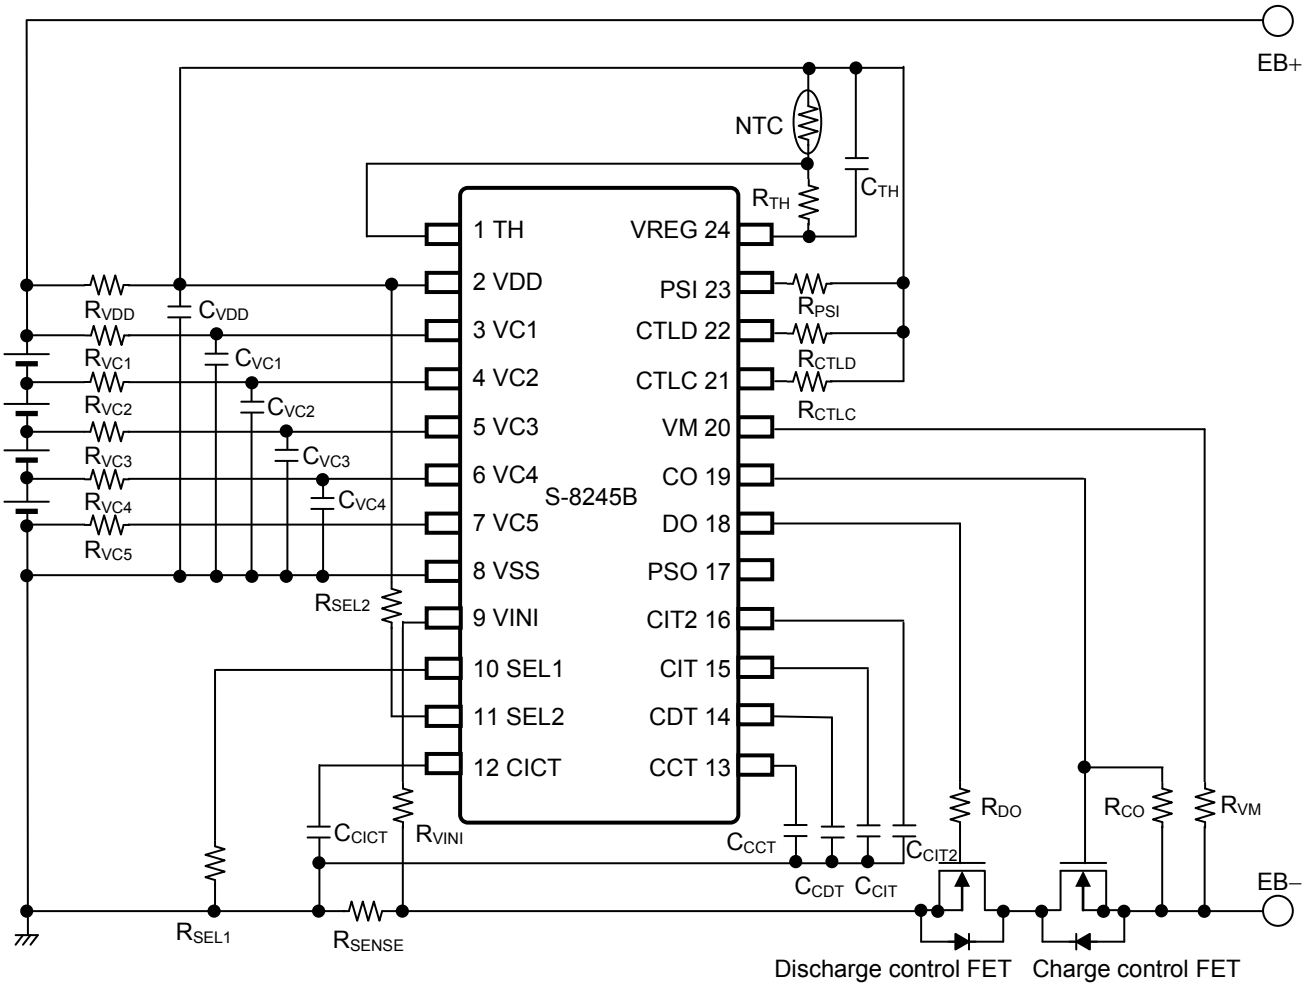 EB+
NTC
RTH
CTH
1 TH
VREG 24
2 VDD
PSI 23
RVDD
CVDD
RPSI
3 VC1
CTLD 22
RVC1
CVC1
RCTLD
4 VC2
CTLC 21
RVC2
CVC2
RCTLC
5 VC3
VM 20
RVC3
CVC3
6 VC4
CO 19
S-8245B
RVC4
CVC4
7 VC5
DO 18
RVC5
8 VSS
PSO 17
RSEL2
9 VINI
CIT2 16
10 SEL1
CIT 15
11 SEL2
CDT 14
12 CICT
CCT 13
RDO
RCO
RVM
CCICT
RVINI
CCCT
CCIT2
CCDT
CCIT
EB−
RSEL1
RSENSE
Discharge control FET
Charge control FET